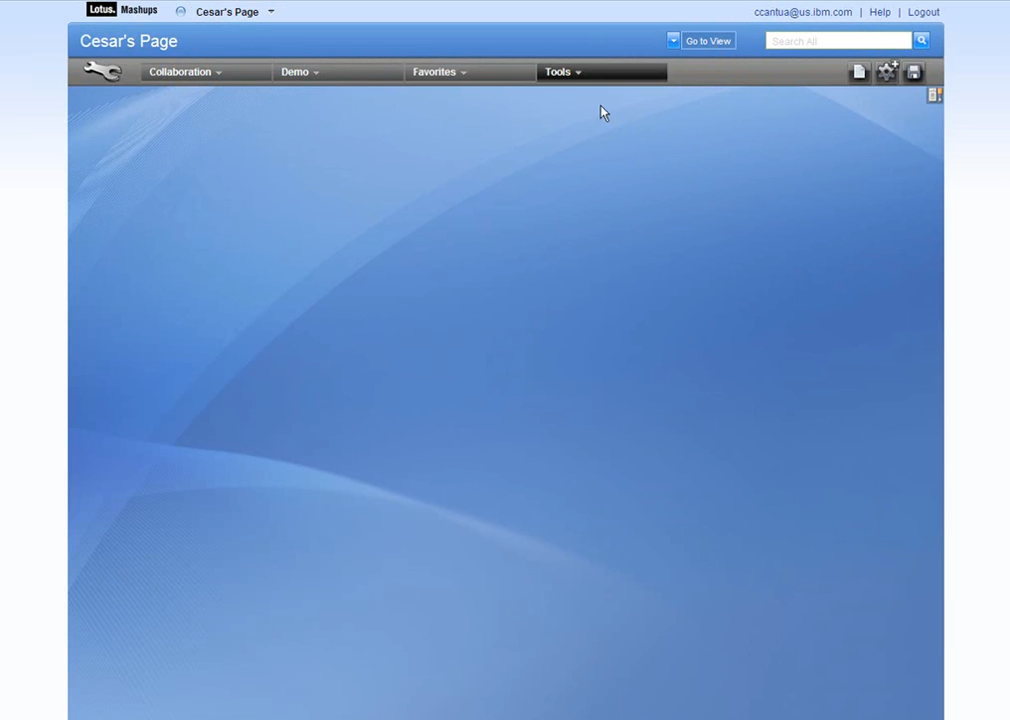 Lotus. Mashups Cesar's Page ccantua@us.ibm.com | Help | Logout
Cesar's Page Go to View Search All
Collaboration Demo Favorites Tools